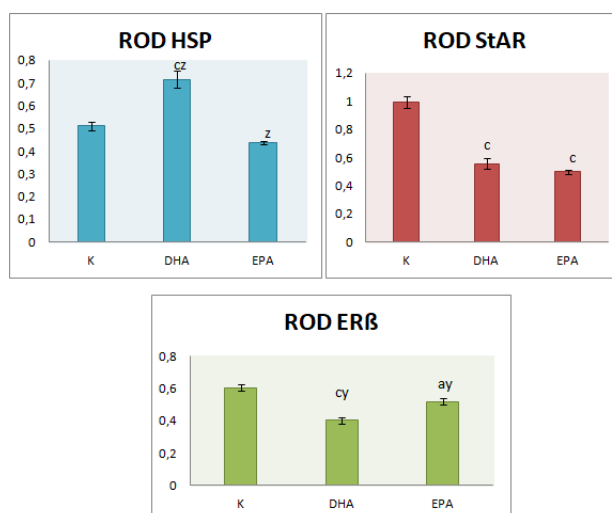 ROD HSP
0,8
0,7
0,6
0,5
0,4
0,3
0,2
0,1
0
cz
z
K DHA EPA
ROD StAR
1,2
1
0,8
0,6
0,4
0,2
0
c
c
K DHA EPA
ROD ERß
0,8
0,6
0,4
0,2
0
cy
ay
K DHA EPA